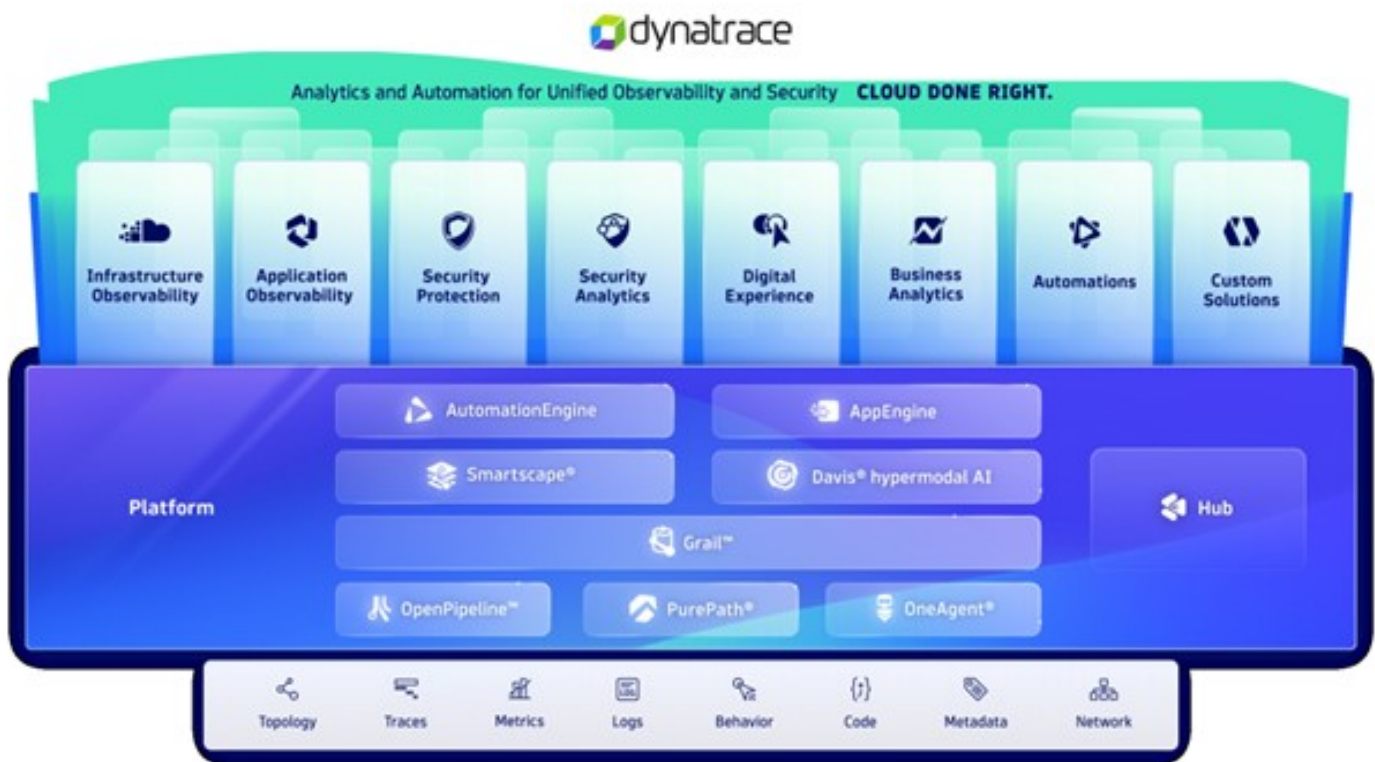 dynatrace
Analytics and Automation for Unified Observability and Security CLOUD DONE RIGHT.
Infrastructure
Observability
Application
Observability
Security
Protection
Security
Analytics
Digital
Experience
Business
Analytics
Automations
Custom
Solutions
Platform
AutomationEngine
AppEngine
Smartscape®
Davis® hypermodal AI
Hub
Grail™
OpenPipeline™
PurePath®
OneAgent®
Topology
Traces
Metrics
Logs
Behavior
Code
Metadata
Network